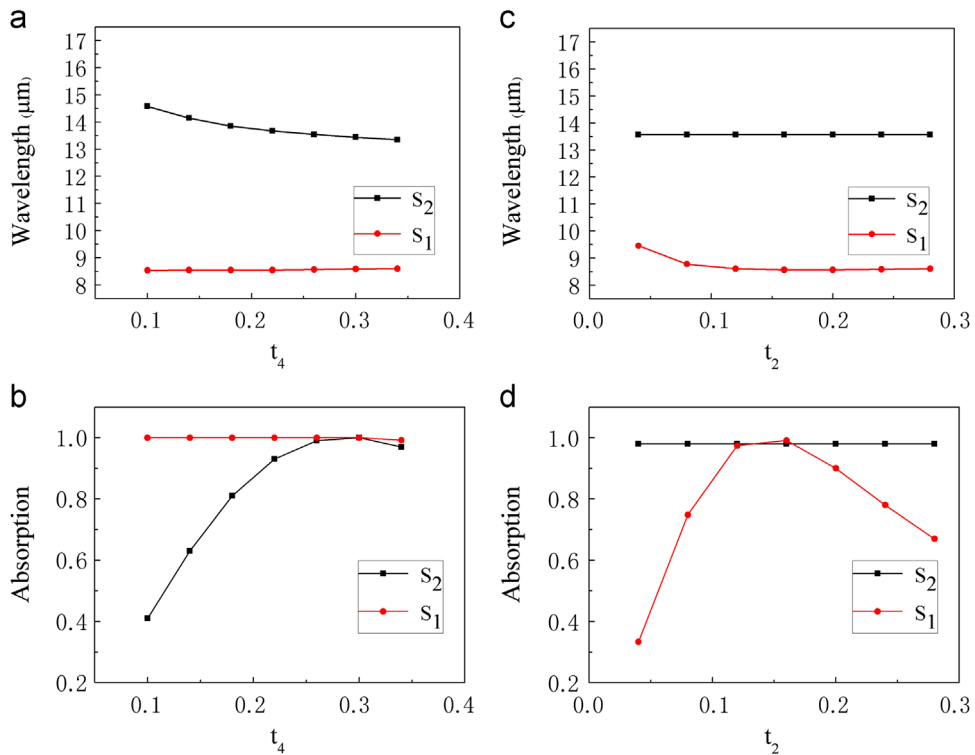 a
Wavelength (μm)
17
16
15
14
13
12
11
10
9
8
S2
S1
0.1 0.2 0.3 0.4
t4
c
Wavelength (μm)
17
16
15
14
13
12
11
10
9
8
S2
S1
0.0 0.1 0.2 0.3
t2
b
Absorption
1.0
0.8
0.6
0.4
0.2
S2
S1
0.1 0.2 0.3 0.4
t4
d
Absorption
1.0
0.8
0.6
0.4
0.2
S2
S1
0.0 0.1 0.2 0.3
t2